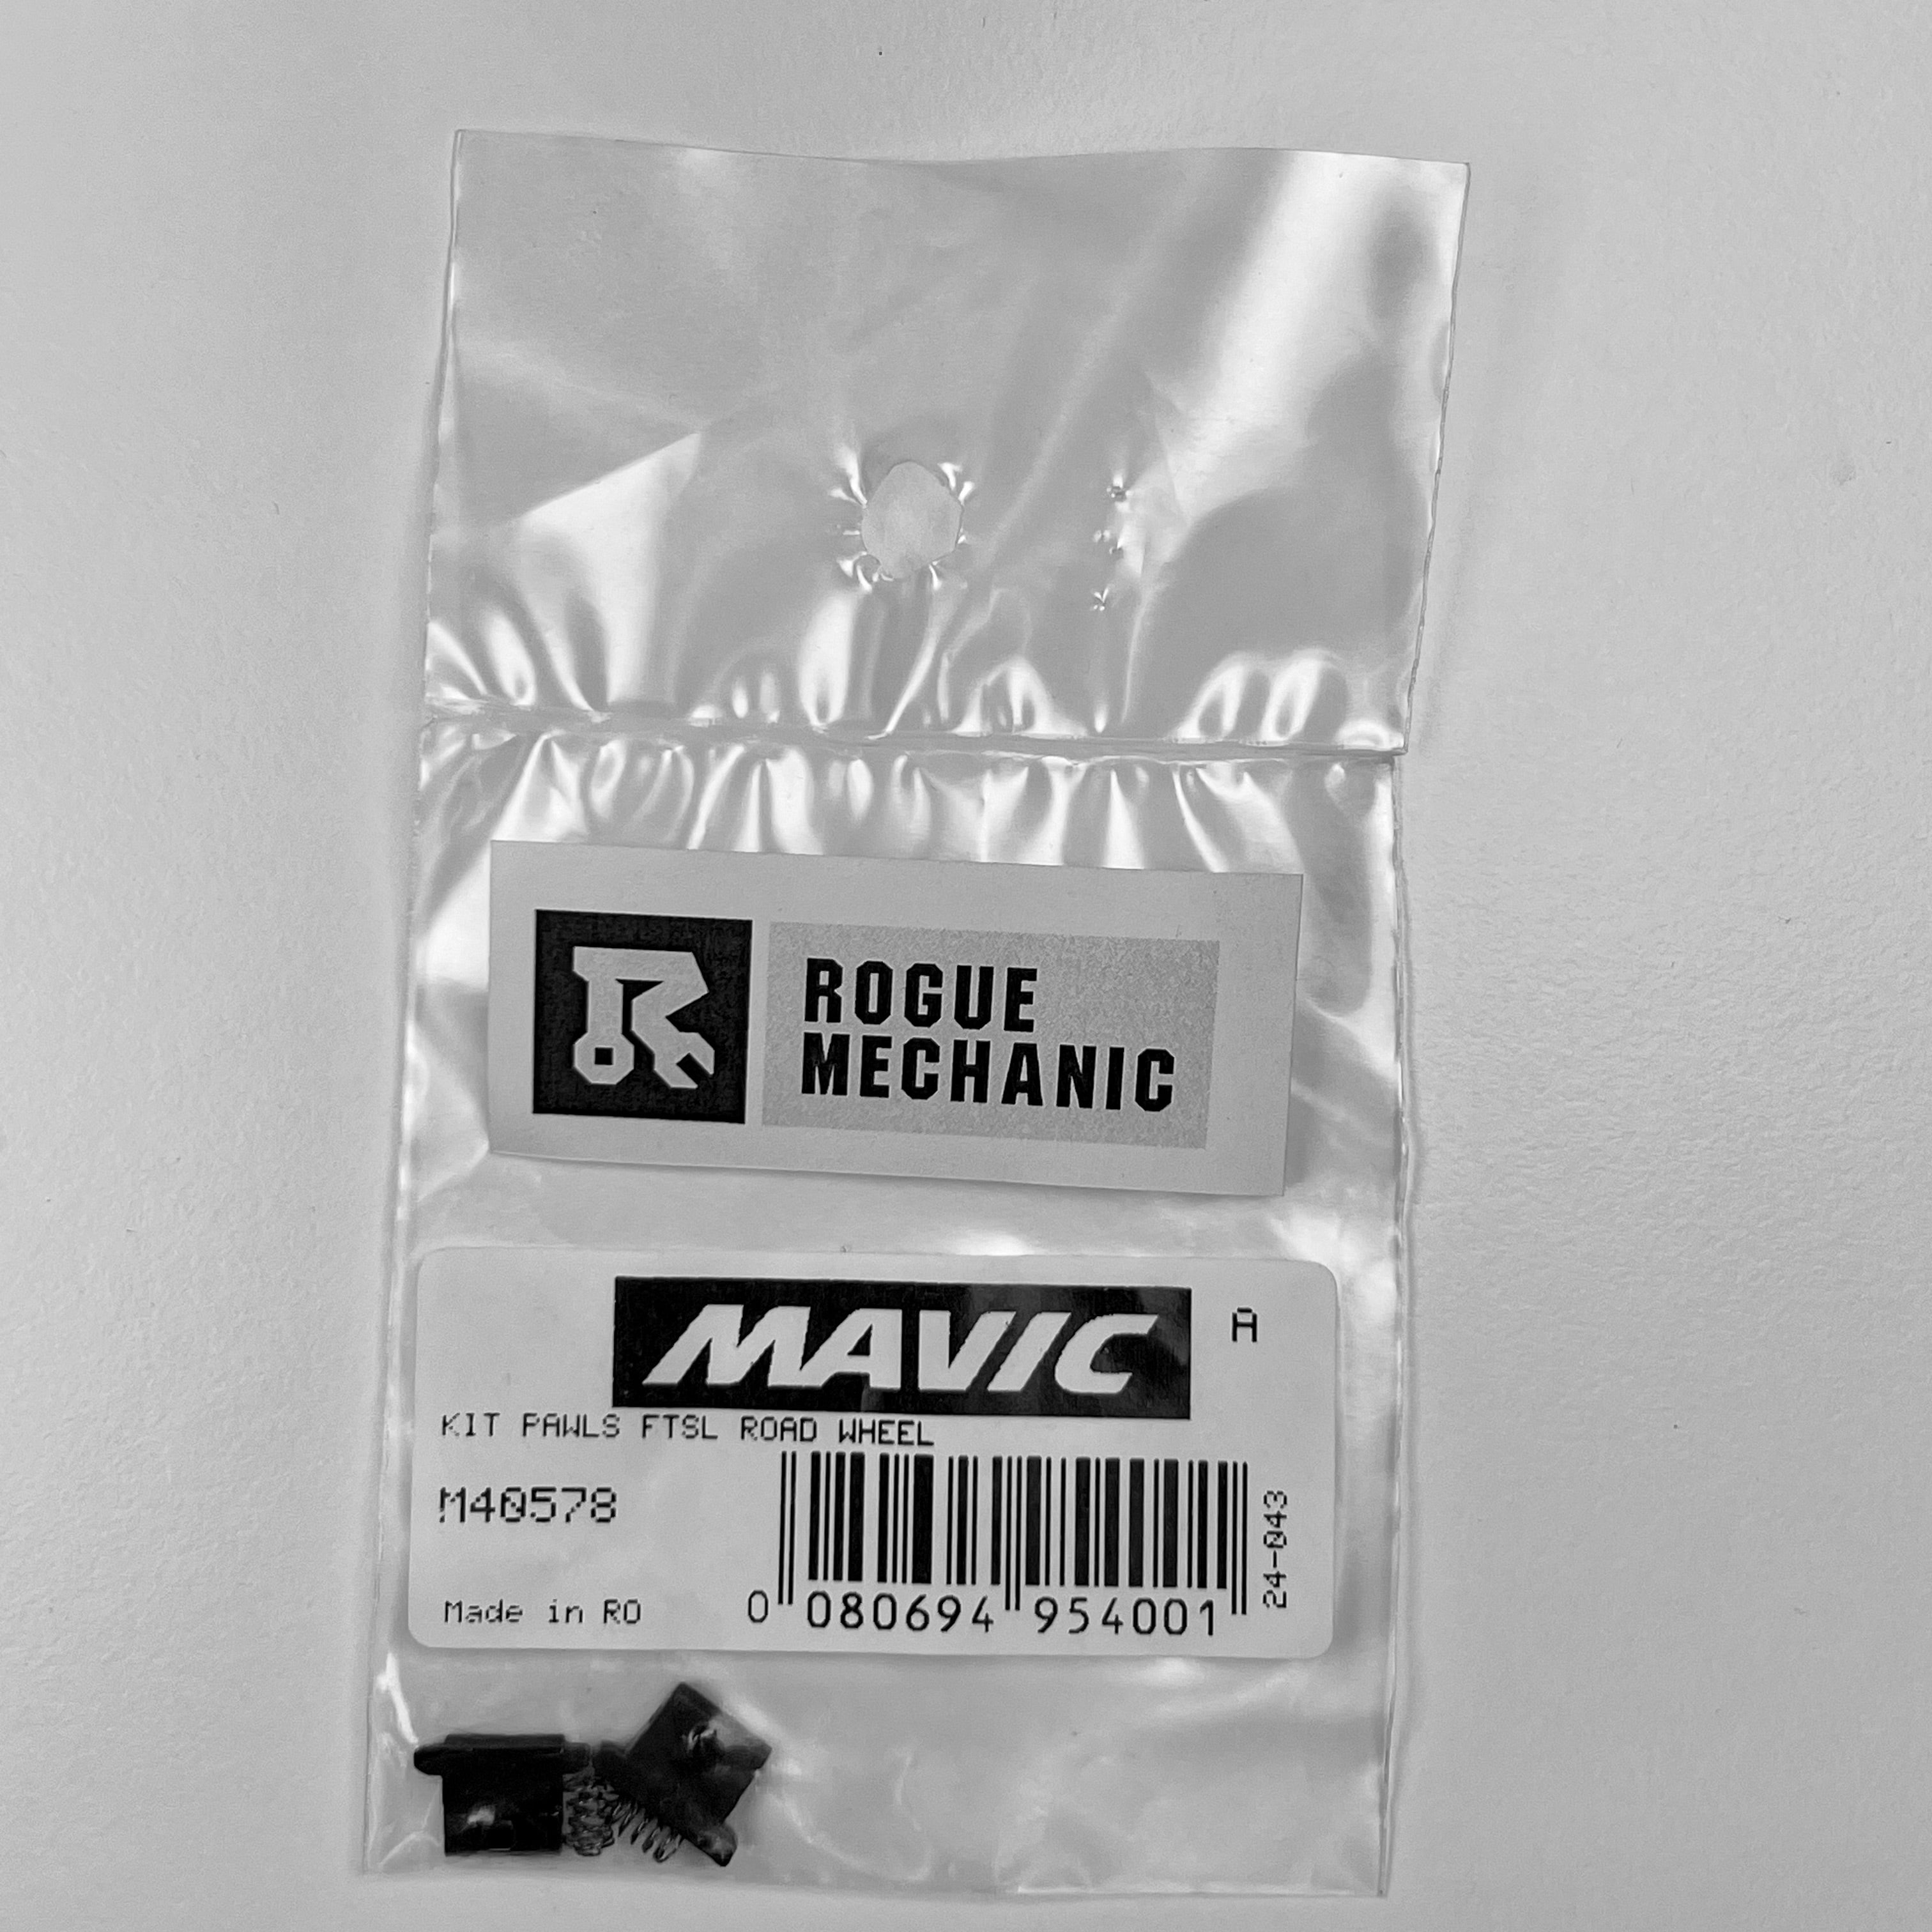 ROGUE
MECHANIC
MAVIC
A
KIT PAWLS FTSL ROAD WHEEL
M40578
24-043
Made in RO
0 080694 954001